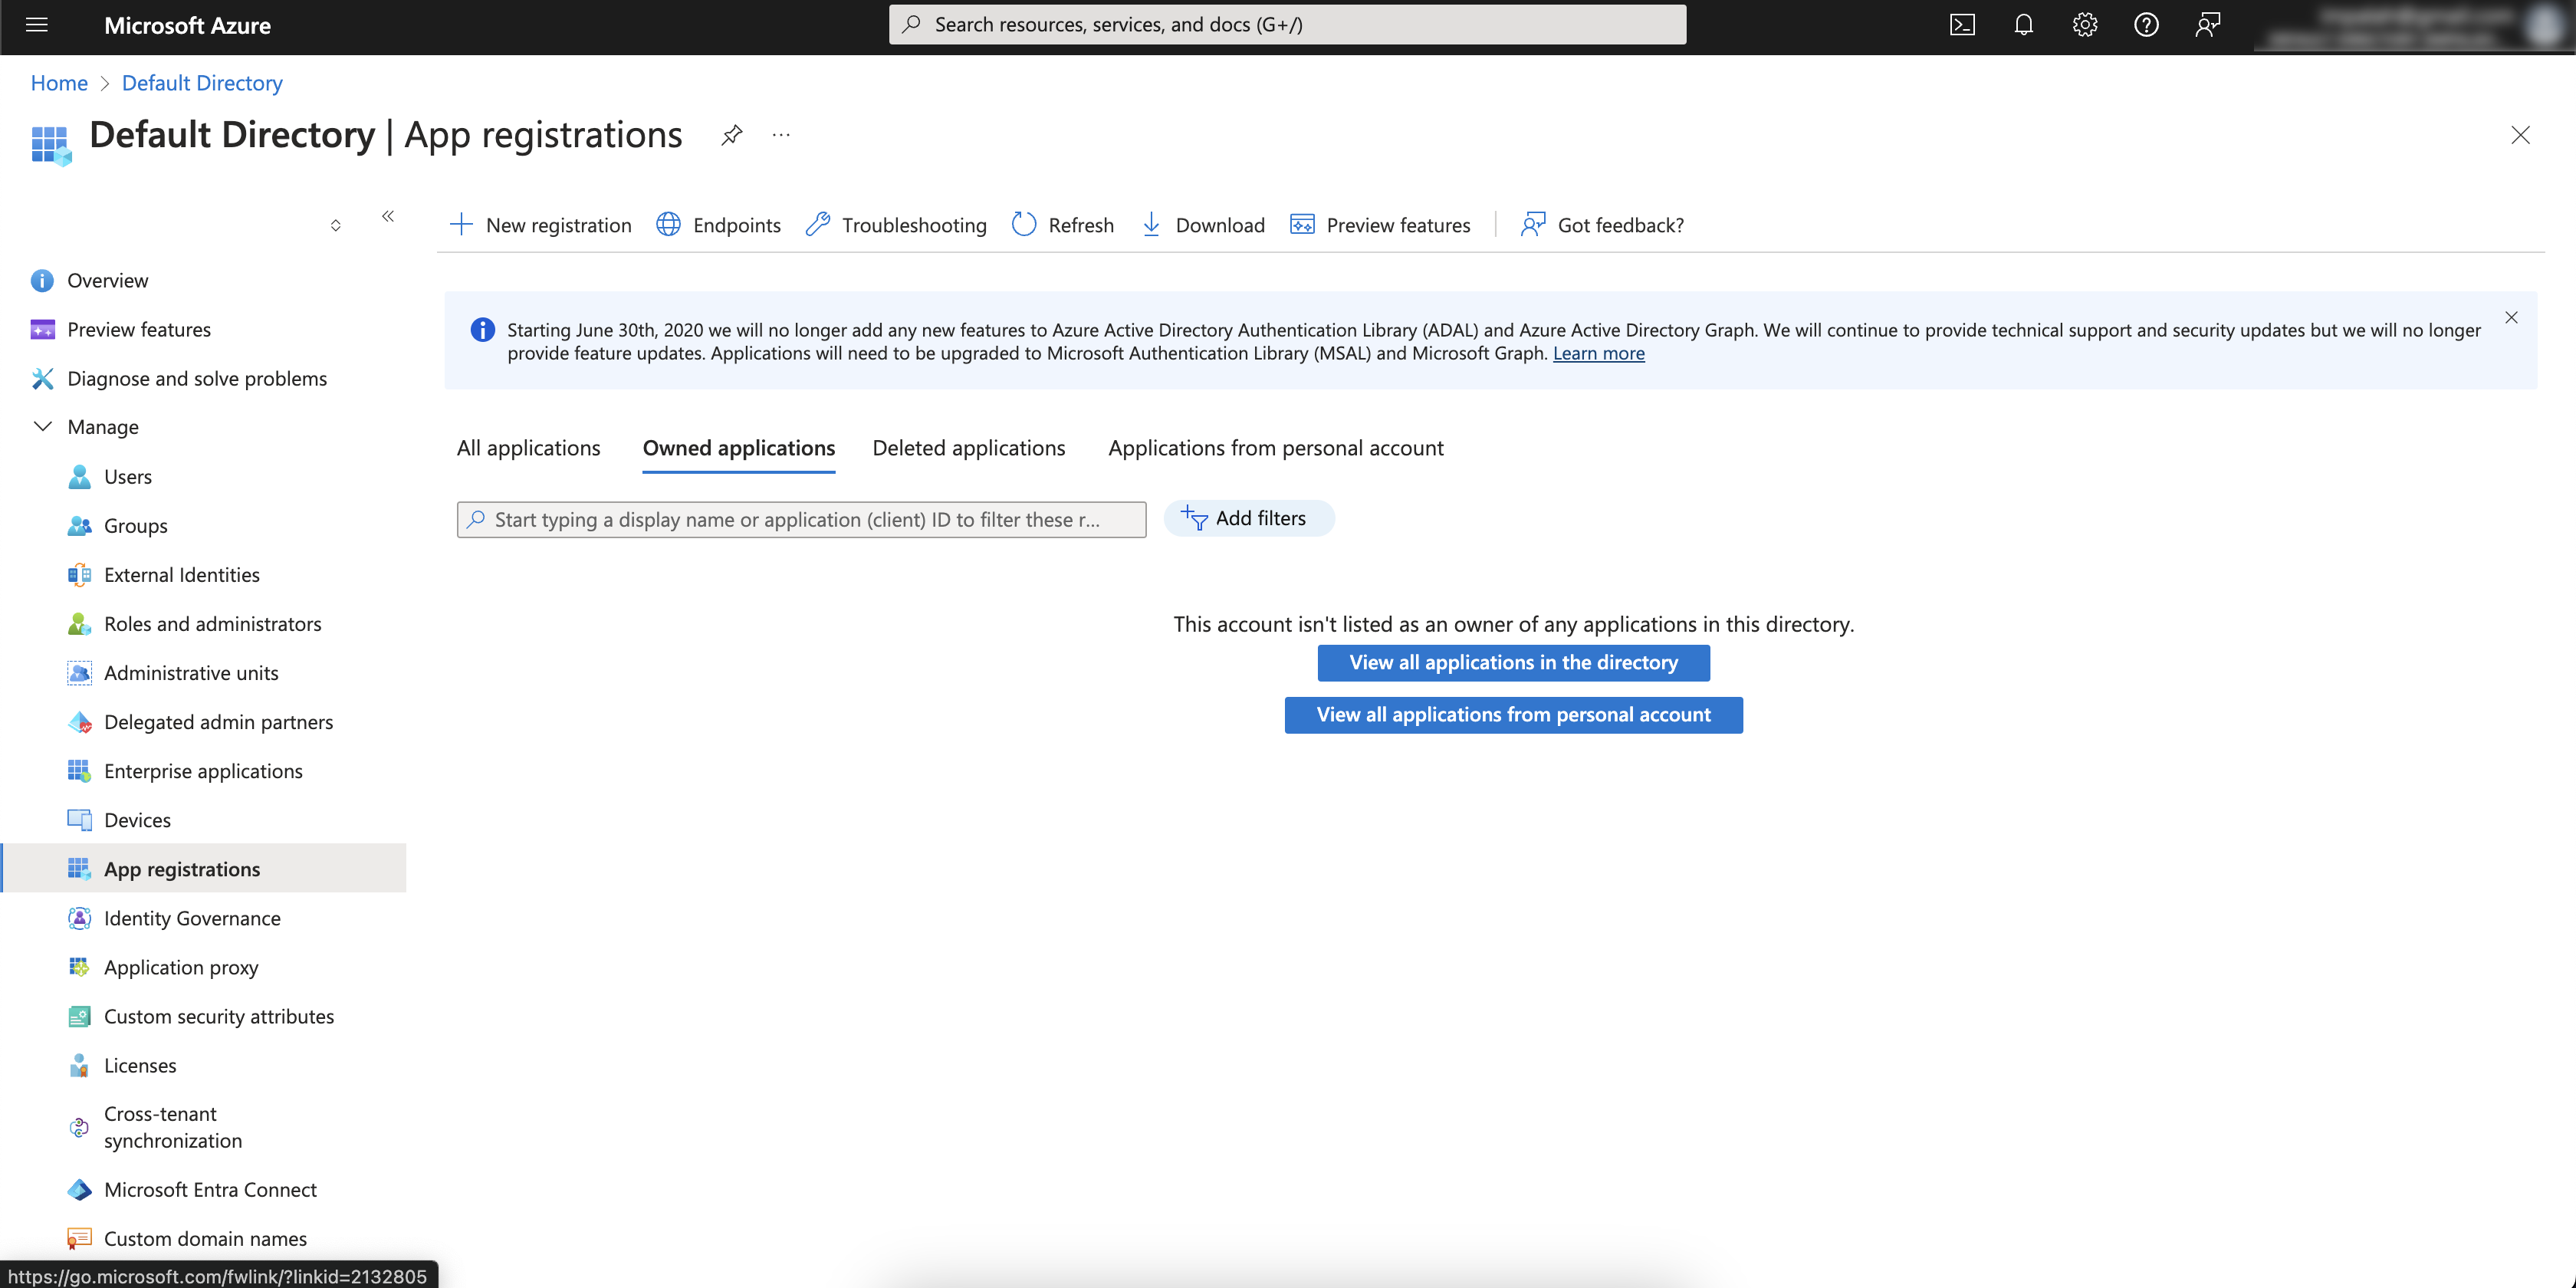 Microsoft Azure
Search resources, services, and docs (G+/)
Home > Default Directory
Default Directory | App registrations
New registration
Endpoints
Troubleshooting
Refresh
Download
Preview features
Got feedback?
Overview
Preview features
Diagnose and solve problems
Manage
Users
Groups
External Identities
Roles and administrators
Administrative units
Delegated admin partners
Enterprise applications
Devices
App registrations
Identity Governance
Application proxy
Custom security attributes
Licenses
Cross-tenant
synchronization
Microsoft Entra Connect
Custom domain names
Starting June 30th, 2020 we will no longer add any new features to Azure Active Directory Authentication Library (ADAL) and Azure Active Directory Graph. We will continue to provide technical support and security updates but we will no longer
provide feature updates. Applications will need to be upgraded to Microsoft Authentication Library (MSAL) and Microsoft Graph. Learn more
All applications
Owned applications
Deleted applications
Applications from personal account
Start typing a display name or application (client) ID to filter these r...
Add filters
This account isn't listed as an owner of any applications in this directory.
View all applications in the directory
View all applications from personal account
https://go.microsoft.com/fwlink/?linkid=2132805